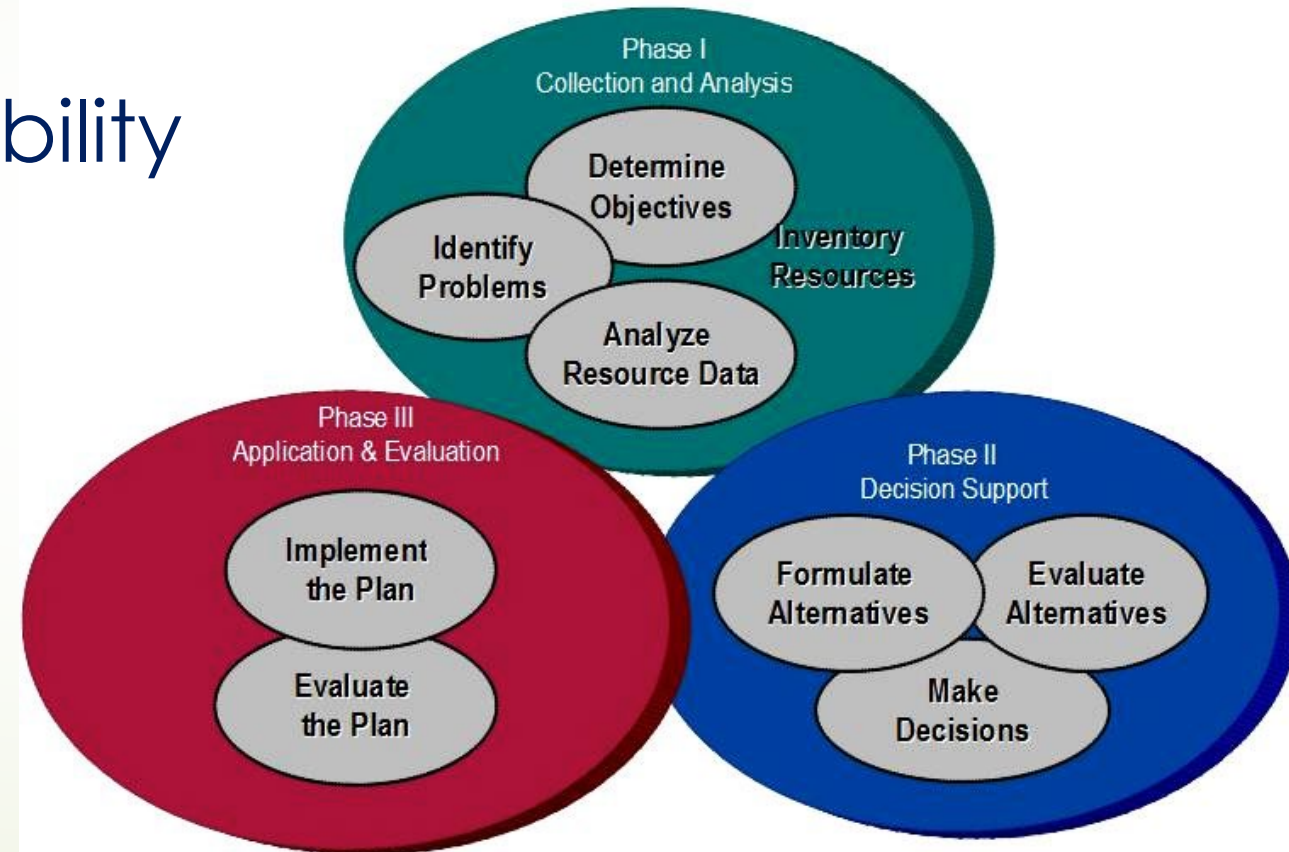 bility
Phase I
Collection and Analysis
Determine
Objectives
Identify
Problems
Inventory
Resources
Analyze
Resource Data
Phase III
Application & Evaluation
Implement
the Plan
Evaluate
the Plan
Phase II
Decision Support
Formulate
Alternatives
Evaluate
Alternatives
Make
Decisions